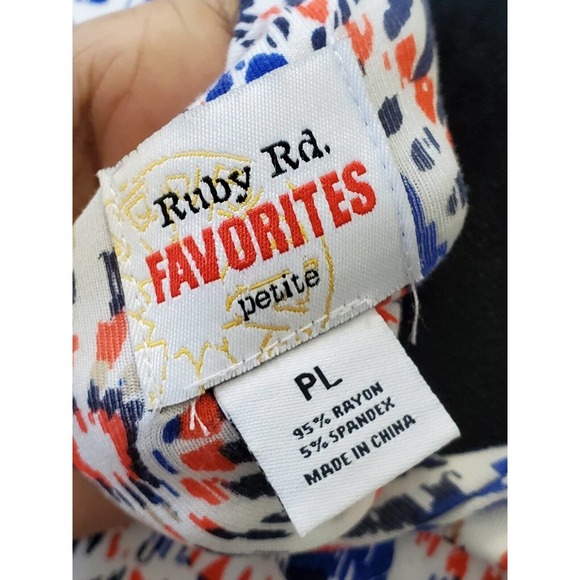 Ruby Rd.
FAVORITES
petite
PL
95% RAYON
5% SPANDEX
MADE IN CHINA